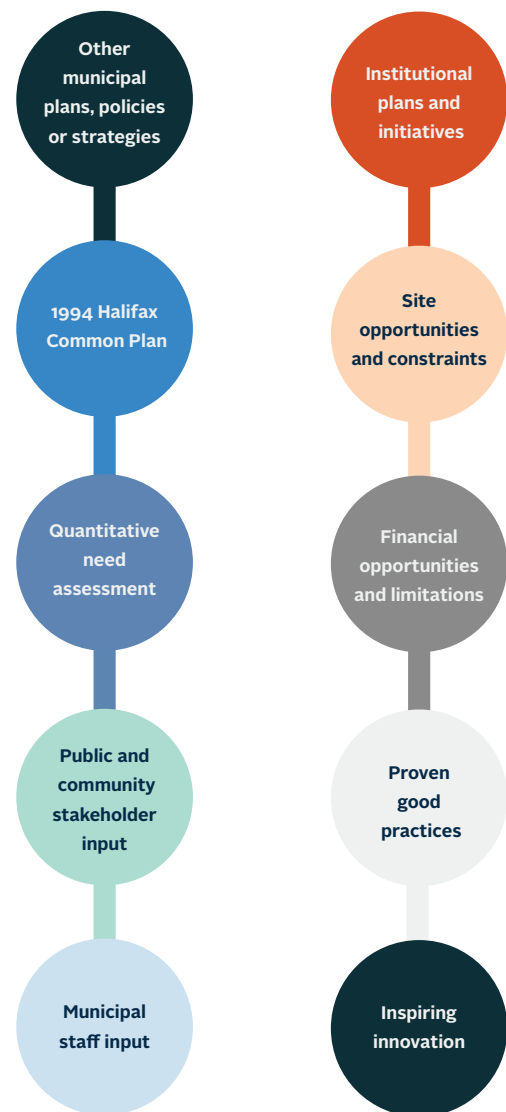 Other
municipal
plans, policies
or strategies
1994 Halifax
Common Plan
Quantitative
need
assessment
Public and
community
stakeholder
input
Municipal
staff input
Institutional
plans and
initiatives
Site
opportunities
and constraints
Financial
opportunities
and limitations
Proven
good
practices
Inspiring
innovation